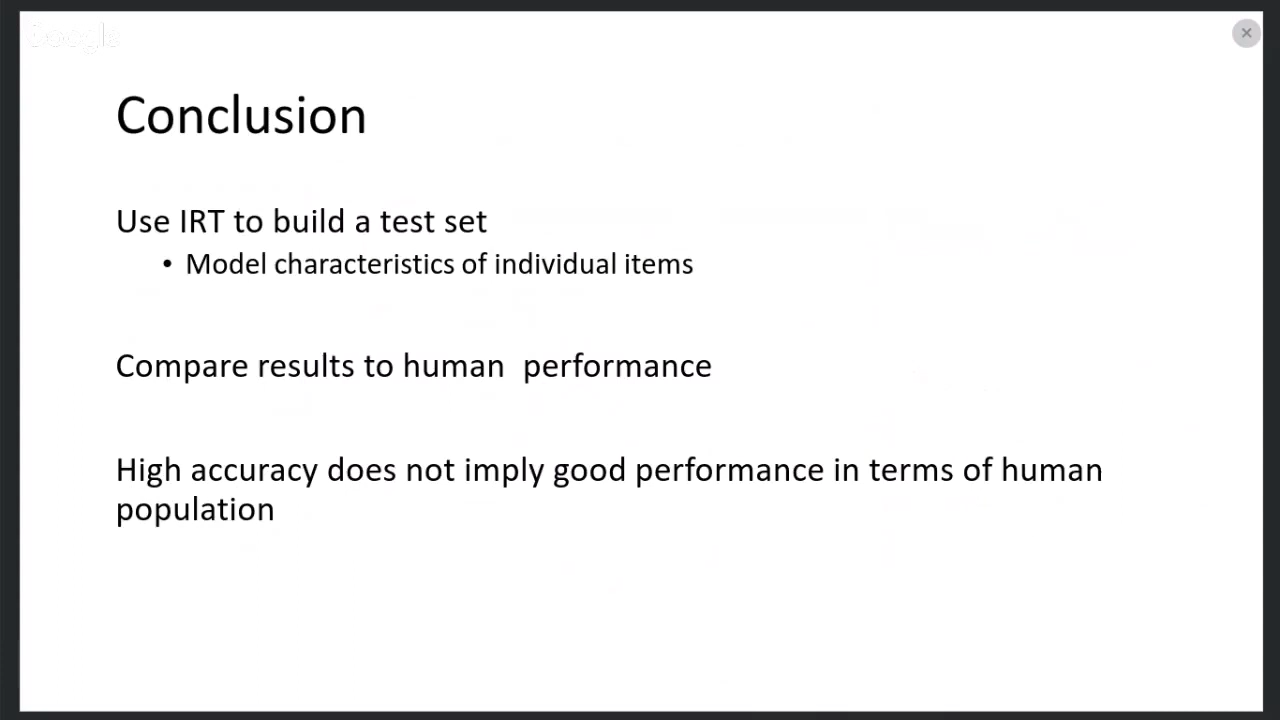 Google
Conclusion
Use IRT to build a test set
• Model characteristics of individual items
Compare results to human  performance
High accuracy does not imply good performance in terms of human
population